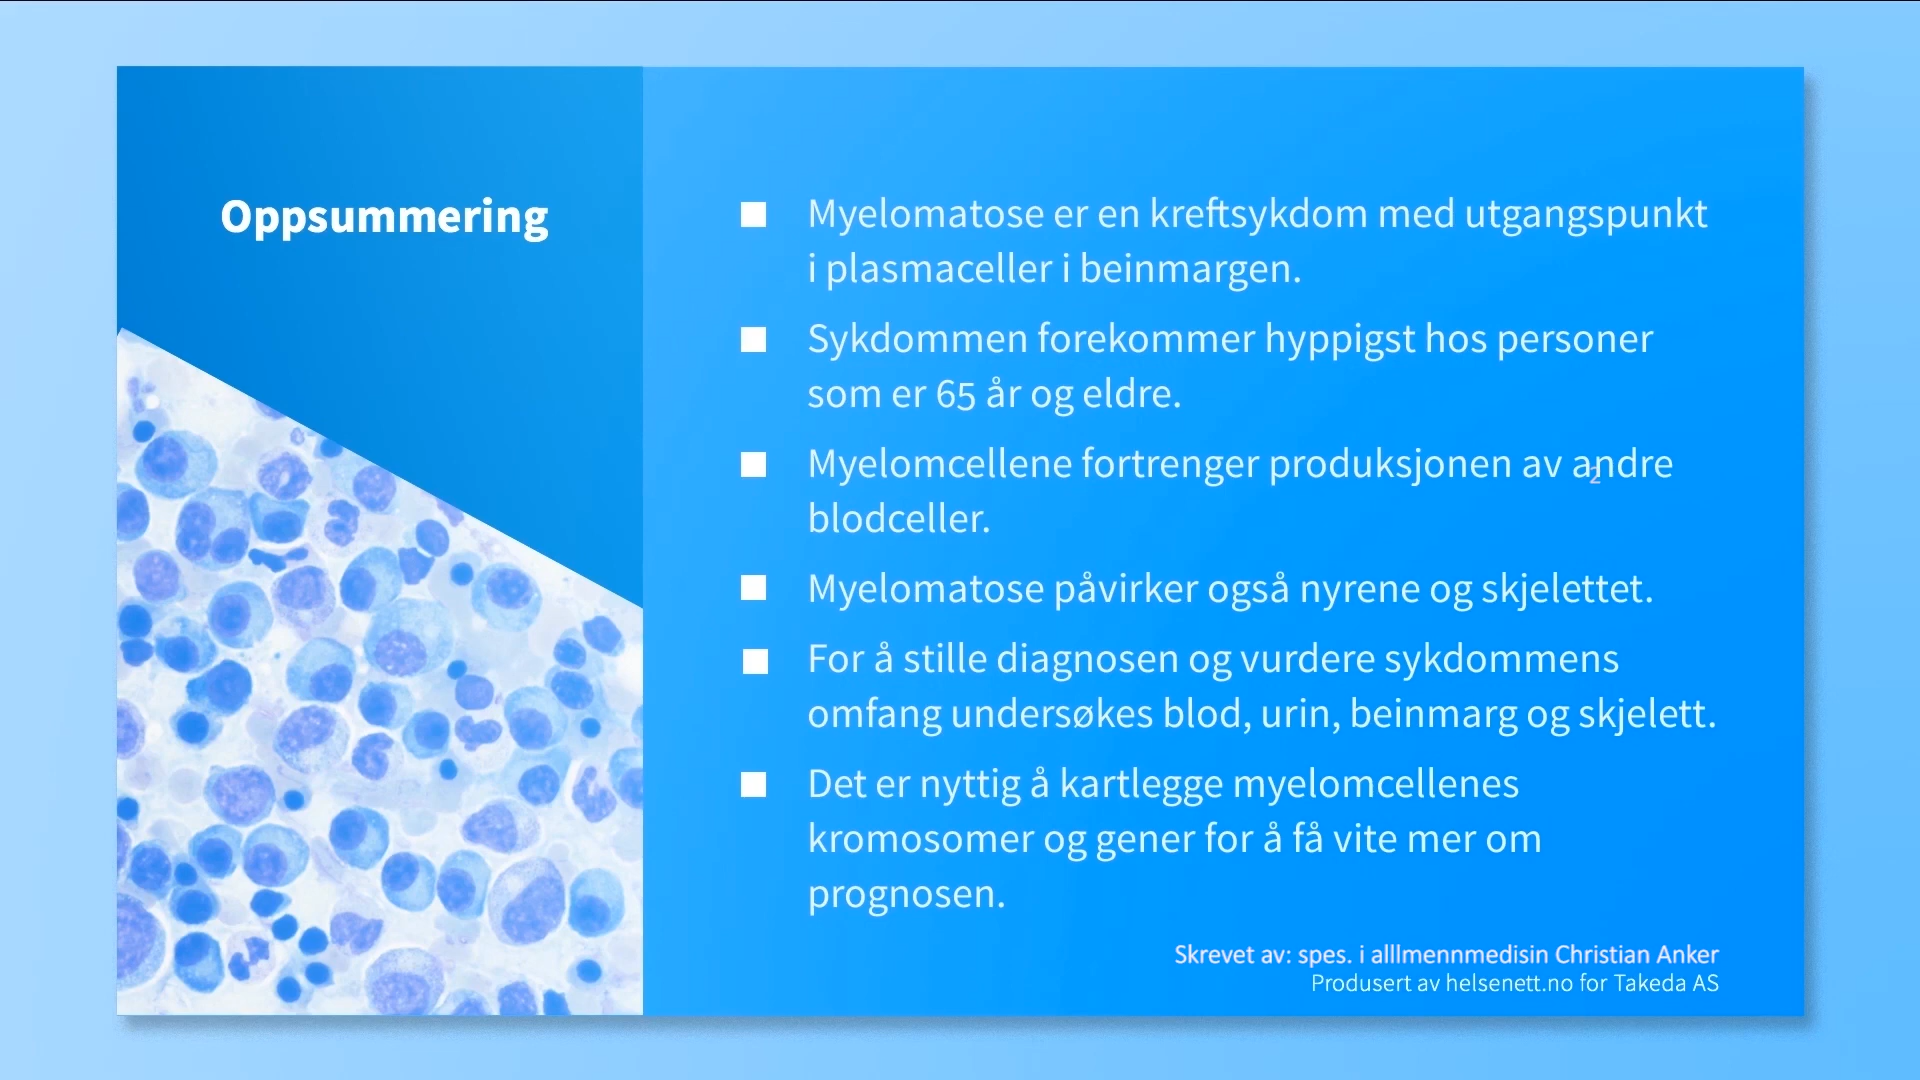 Oppsummering
Myelomatose er en kreftsykdom med utgangspunkt
i plasmaceller i beinmargen.
Sykdommen forekommer hyppigst hos personer
som er 65 år og eldre.
Myelomcellene fortrenger produksjonen av andre
2
blodceller.
Myelomatose påvirker også nyrene og skjelettet.
For å stille diagnosen og vurdere sykdommens
omfang undersøkes blod, urin, beinmarg og skjelett.
Det er nyttig å kartlegge myelomcellenes
kromosomer og gener for å få vite mer om
prognosen.
Skrevet av: spes. i alllmennmedisin Christian Anker
Produsert av helsenett.no for Takeda AS